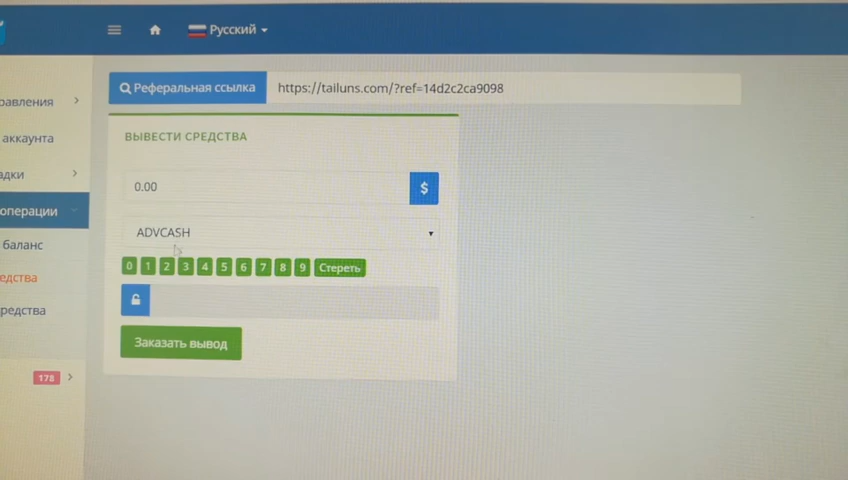 Русский
Реферальная ссылка
https://tailuns.com/?ref=14d2c2ca9098
равления
аккаунта
адки
операции
баланс
едства
редства
178
ВЫВЕСТИ СРЕДСТВА
0.00
$
ADVCASH
0 1 2 3 4 5 6 7 8 9 Стереть
Заказать вывод